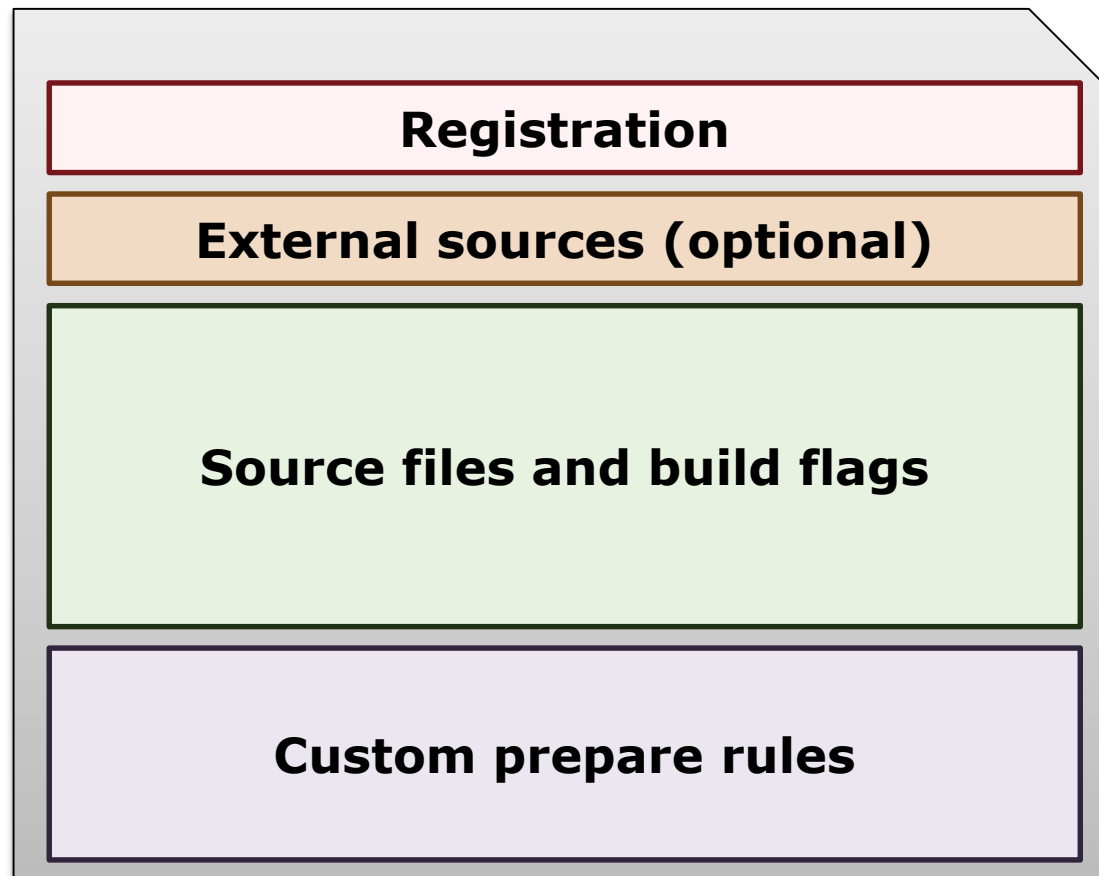 Registration
External sources (optional)
Source files and build flags
Custom prepare rules